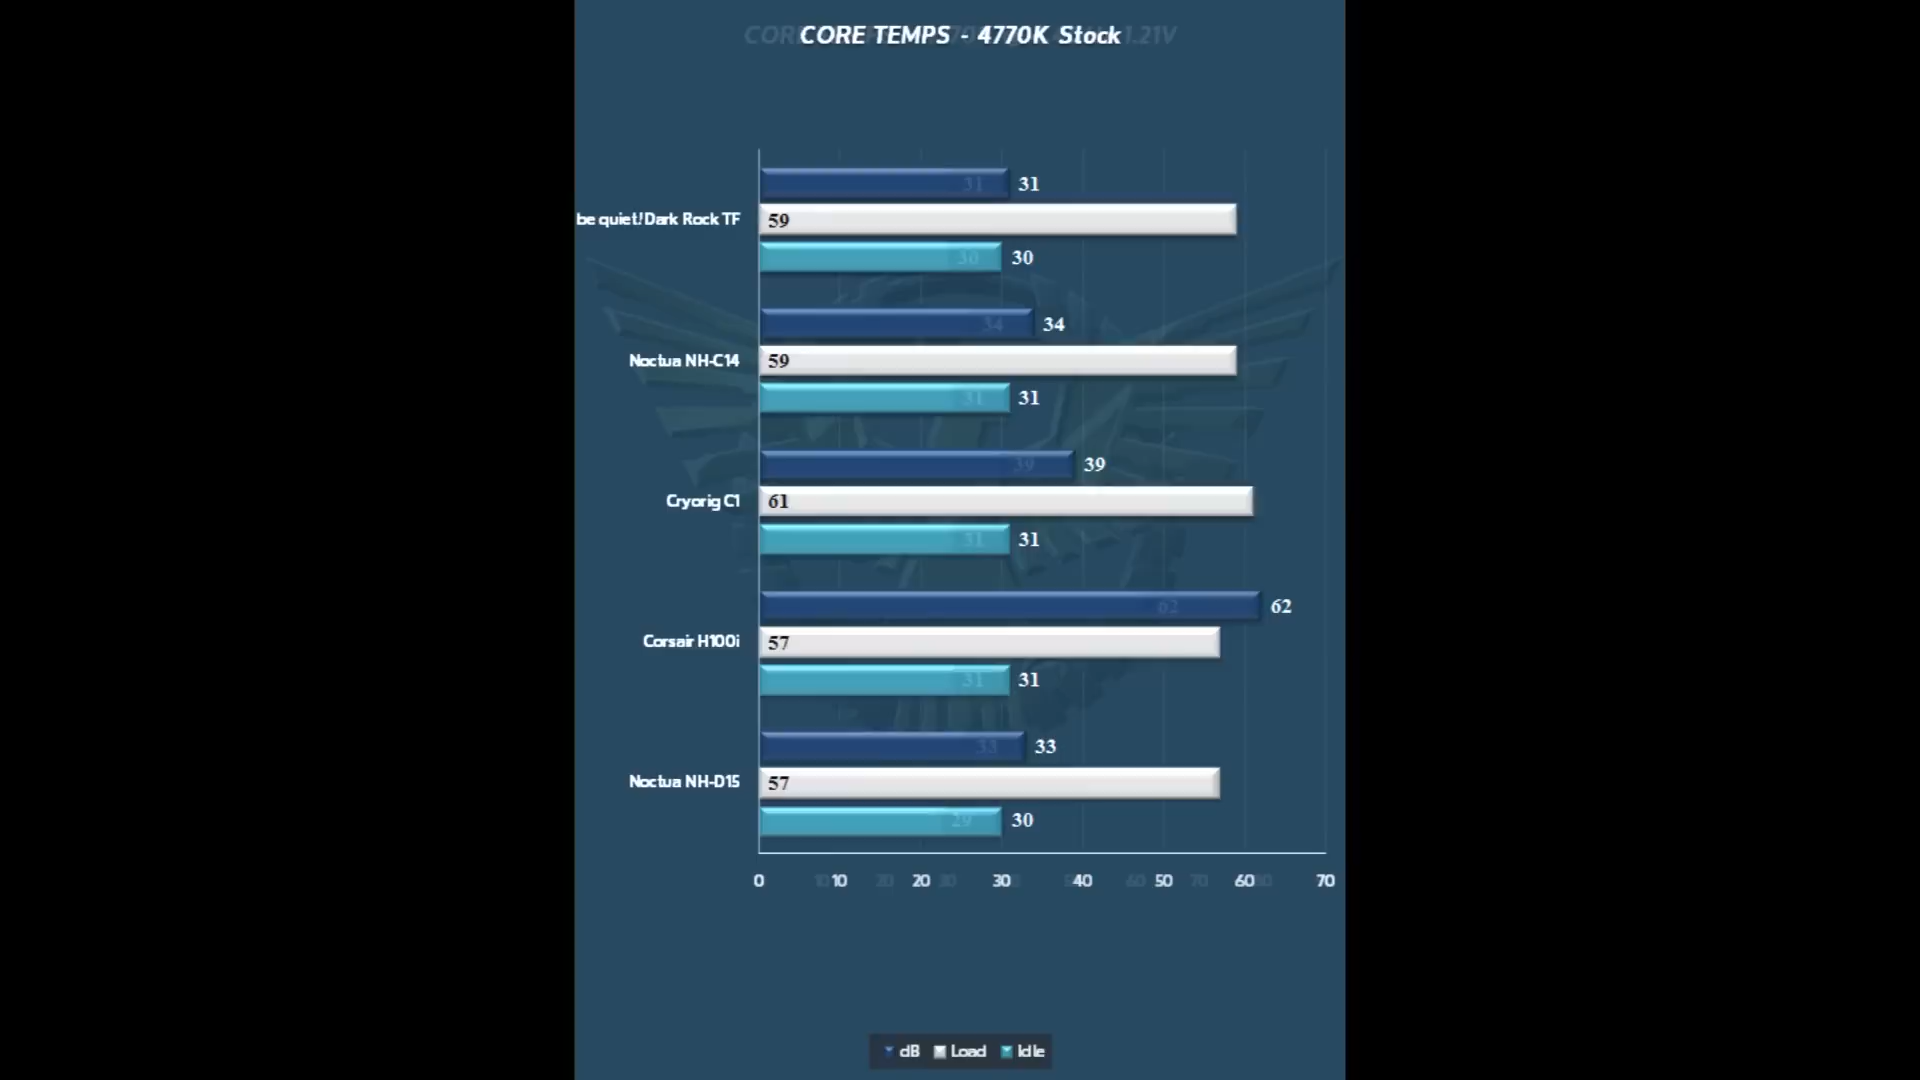 CORE TEMPS - 4770K Stock
1.21V
31
be quiet! Dark Rock TF
59
30
34
Noctua NH-C14
59
31
39
Cryorig C1
61
31
62
Corsair H100i
57
31
33
Noctua NH-D15
57
30
0 10 20 30 40 50 60 70
dB Load Idle